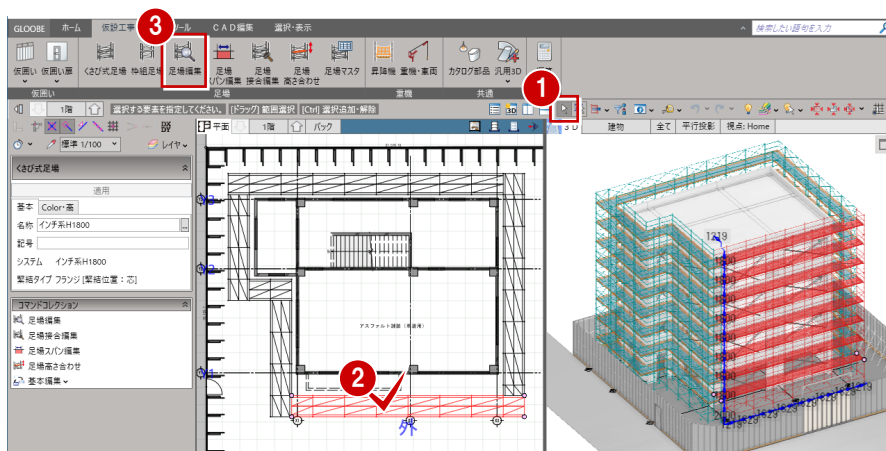 GLOOBE ホーム 仮設工事 ツール CAD編集 選択・表示 検索したい語句を入力
3
仮囲い 仮囲い扉 くさび式足場 枠組足場 足場編集 足場スパン編集 足場接合編集 足場高さ合わせ 足場マスタ 昇降機 重機・車両 カタログ部品 汎用3D
仮囲い 足場 重機 共通
1
1階 選択する要素を指定してください。 [ドラッグ] 範囲選択 | [Ctrl] 選択追加・解除
標準 1/100 レイヤ
平面 1階 バック
3D 建物 全て 平行投影 視点: Home
くさび式足場
適用
基本 Color・高
名称 インチ系H1800
記号
システム インチ系H1800
緊結タイプ フランジ [緊結位置：芯]
コマンドコレクション
足場編集
足場接合編集
足場スパン編集
足場高さ合わせ
基本編集
アスファルト舗装（車道用）
2
外
1219
1800
1800
1800
1800